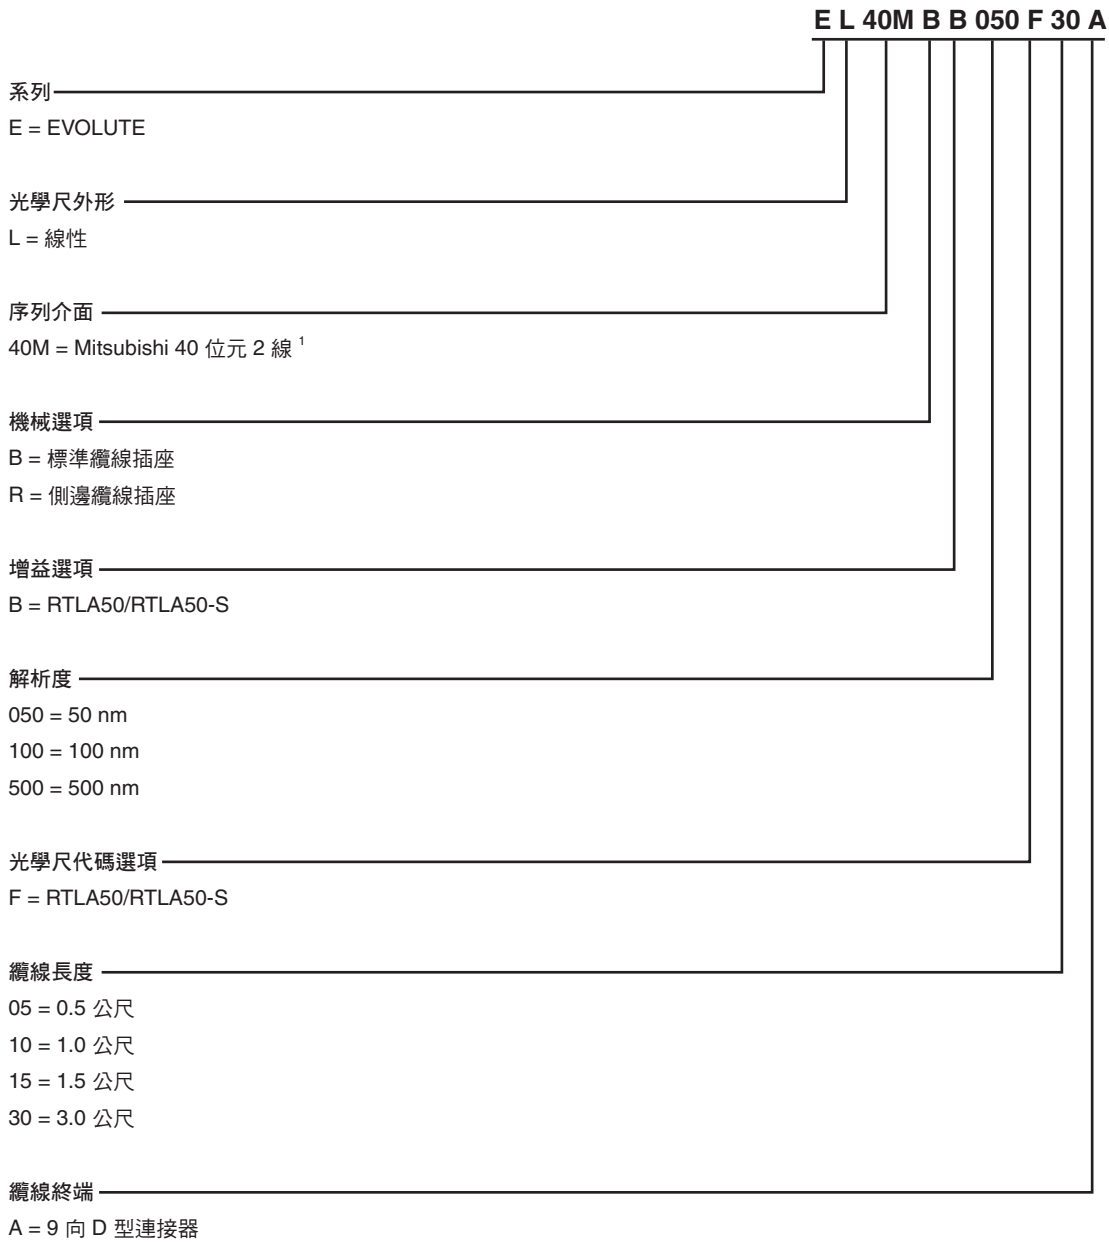 E L 40M B B 050 F 30 A
系列
E = EVOLUTE
光學尺外形
L = 線性
序列介面
40M = Mitsubishi 40 位元 2 線 1
機械選項
B = 標準纜線插座
R = 側邊纜線插座
增益選項
B = RTLA50/RTLA50-S
解析度
050 = 50 nm
100 = 100 nm
500 = 500 nm
光學尺代碼選項
F = RTLA50/RTLA50-S
纜線長度
05 = 0.5 公尺
10 = 1.0 公尺
15 = 1.5 公尺
30 = 3.0 公尺
纜線終端
A = 9 向 D 型連接器